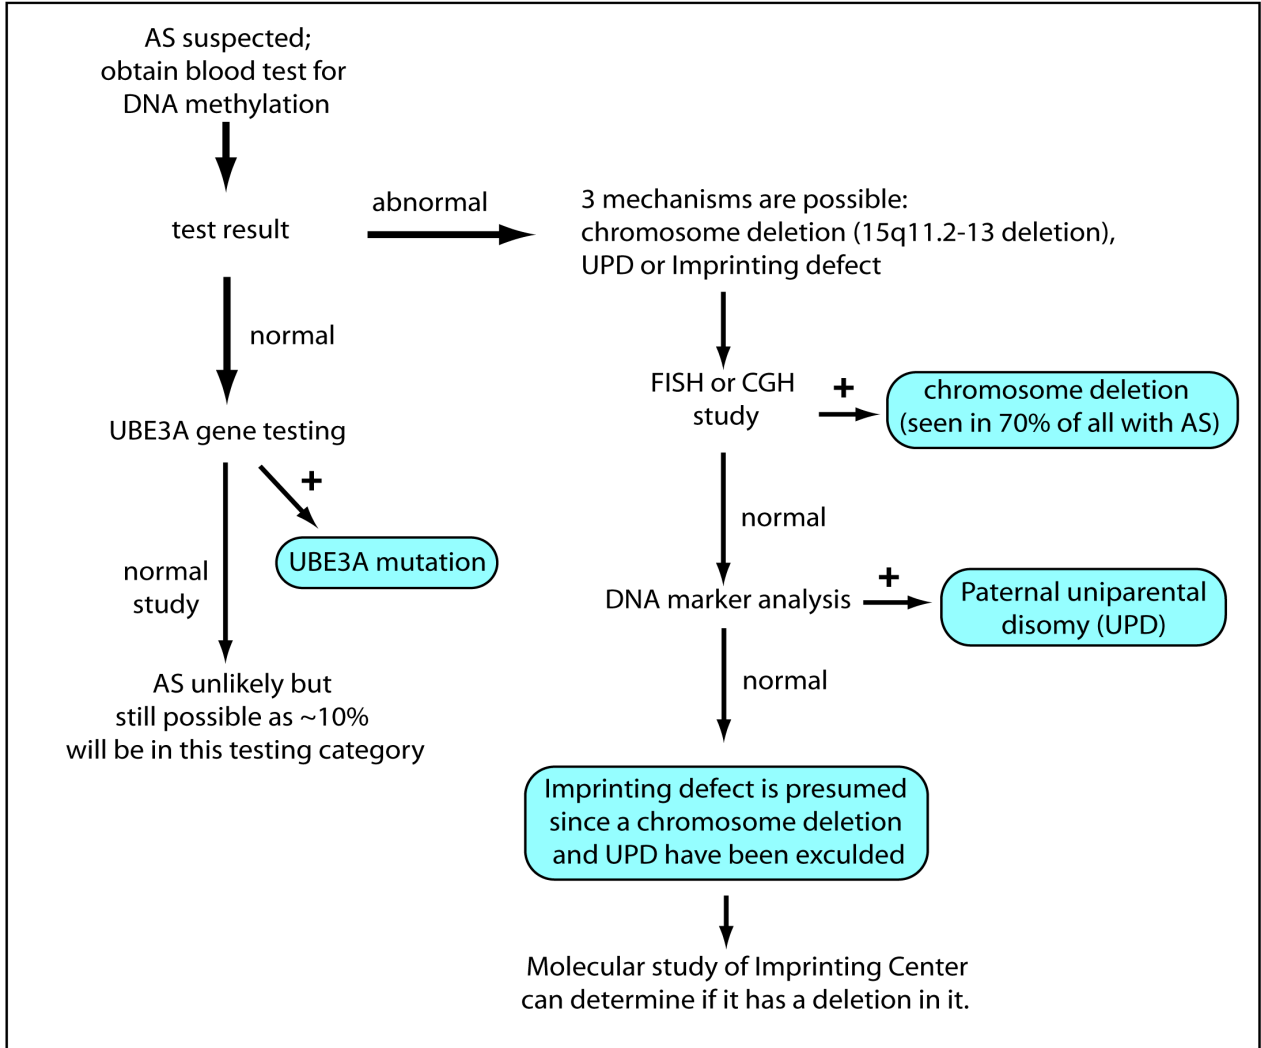 AS suspected;
obtain blood test for
DNA methylation
test result
abnormal
3 mechanisms are possible:
chromosome deletion (15q11.2-13 deletion),
UPD or Imprinting defect
normal
UBE3A gene testing
+
UBE3A mutation
normal
study
AS unlikely but
still possible as ~10%
will be in this testing category
FISH or CGH
study
+
chromosome deletion
(seen in 70% of all with AS)
normal
DNA marker analysis
+
Paternal uniparental
disomy (UPD)
normal
Imprinting defect is presumed
since a chromosome deletion
and UPD have been exculded
Molecular study of Imprinting Center
can determine if it has a deletion in it.